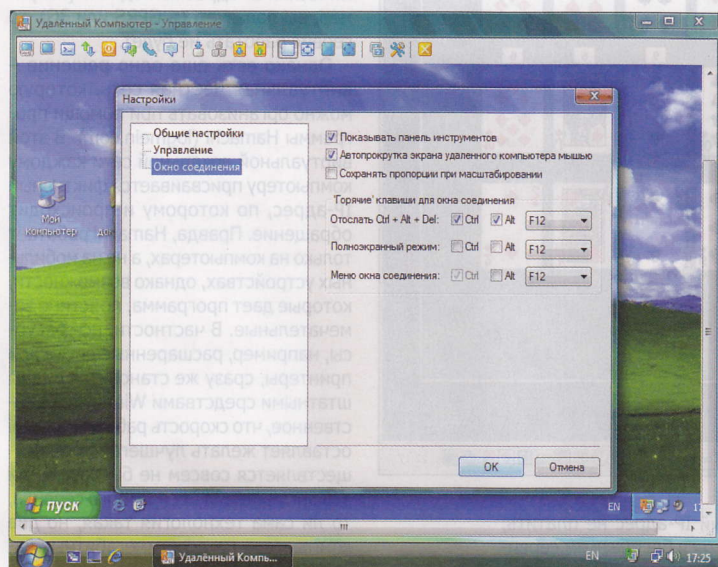 Удалённый Компьютер - Управление
Настройки
Общие настройки
Управление
Окно соединения
Показывать панель инструментов
Автопрокрутка экрана удаленного компьютера мышью
Сохранять пропорции при масштабировании
'Горячие' клавиши для окна соединения
Отослать Ctrl + Alt + Del: Ctrl Alt F12
Полноэкранный режим: Ctrl Alt F12
Меню окна соединения: Ctrl Alt F12
Мой
компьютер
OK Отмена
пуск EN
Удалённый Компь... EN 17:25